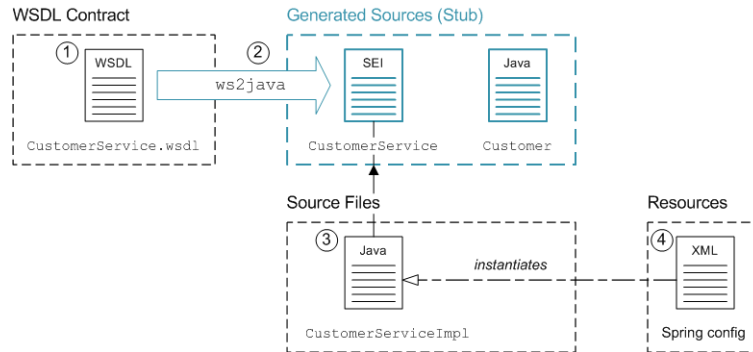 WSDL Contract
Generated Sources (Stub)
1
WSDL
2
ws2java
SEI
Java
CustomerService.wsdl
CustomerService
Customer
Source Files
Resources
3
Java
instantiates
4
XML
CustomerServiceImpl
Spring config